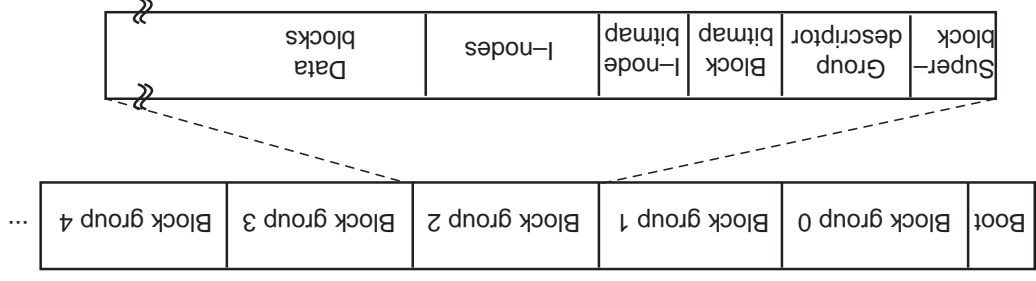 Boot Block group 0 Block group 1 Block group 2 Block group 3 Block group 4 ...
Super– Group Block I–node I–nodes Data
block descriptor bitmap bitmap blocks